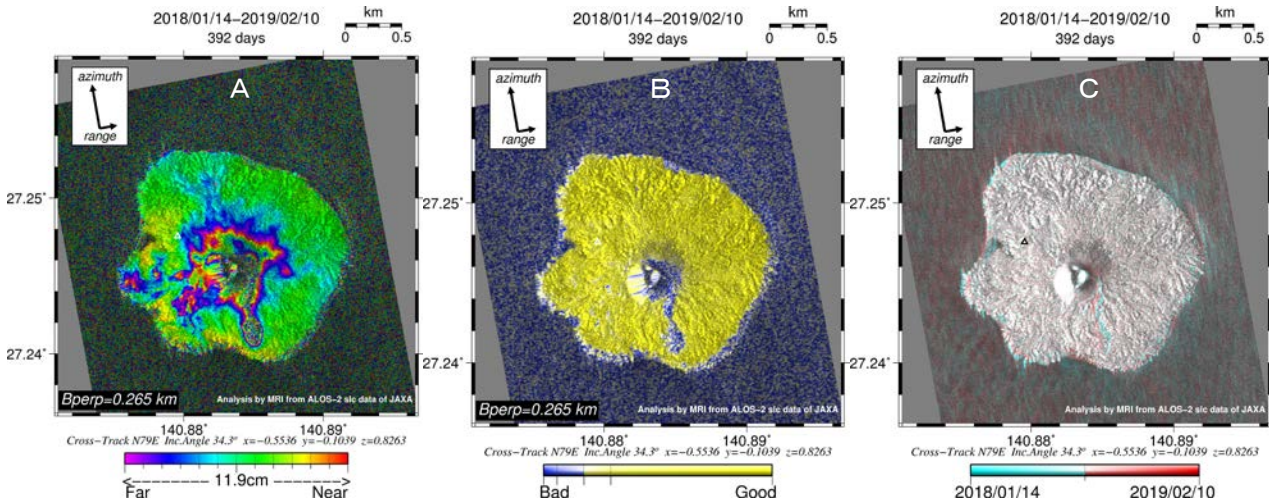 2018/01/14−2019/02/10
392 days
km
0 0.5
A
azimuth
range
27.25°
27.24°
Bperp=0.265 km
Analysis by MRI from ALOS-2 slc data of JAXA
140.88° 140.89°
Cross-Track N79E Inc.Angle 34.3° x=−0.5536 y=−0.1039 z=0.8263
<------- 11.9cm ------->
Far Near
2018/01/14−2019/02/10
392 days
km
0 0.5
B
azimuth
range
27.25°
27.24°
Bperp=0.265 km
Analysis by MRI from ALOS-2 slc data of JAXA
140.88° 140.89°
Cross-Track N79E Inc.Angle 34.3° x=−0.5536 y=−0.1039 z=0.8263
Bad Good
2018/01/14−2019/02/10
392 days
km
0 0.5
C
azimuth
range
27.25°
27.24°
Analysis by MRI from ALOS-2 slc data of JAXA
140.88° 140.89°
Cross-Track N79E Inc.Angle 34.3° x=−0.5536 y=−0.1039 z=0.8263
2018/01/14 2019/02/10